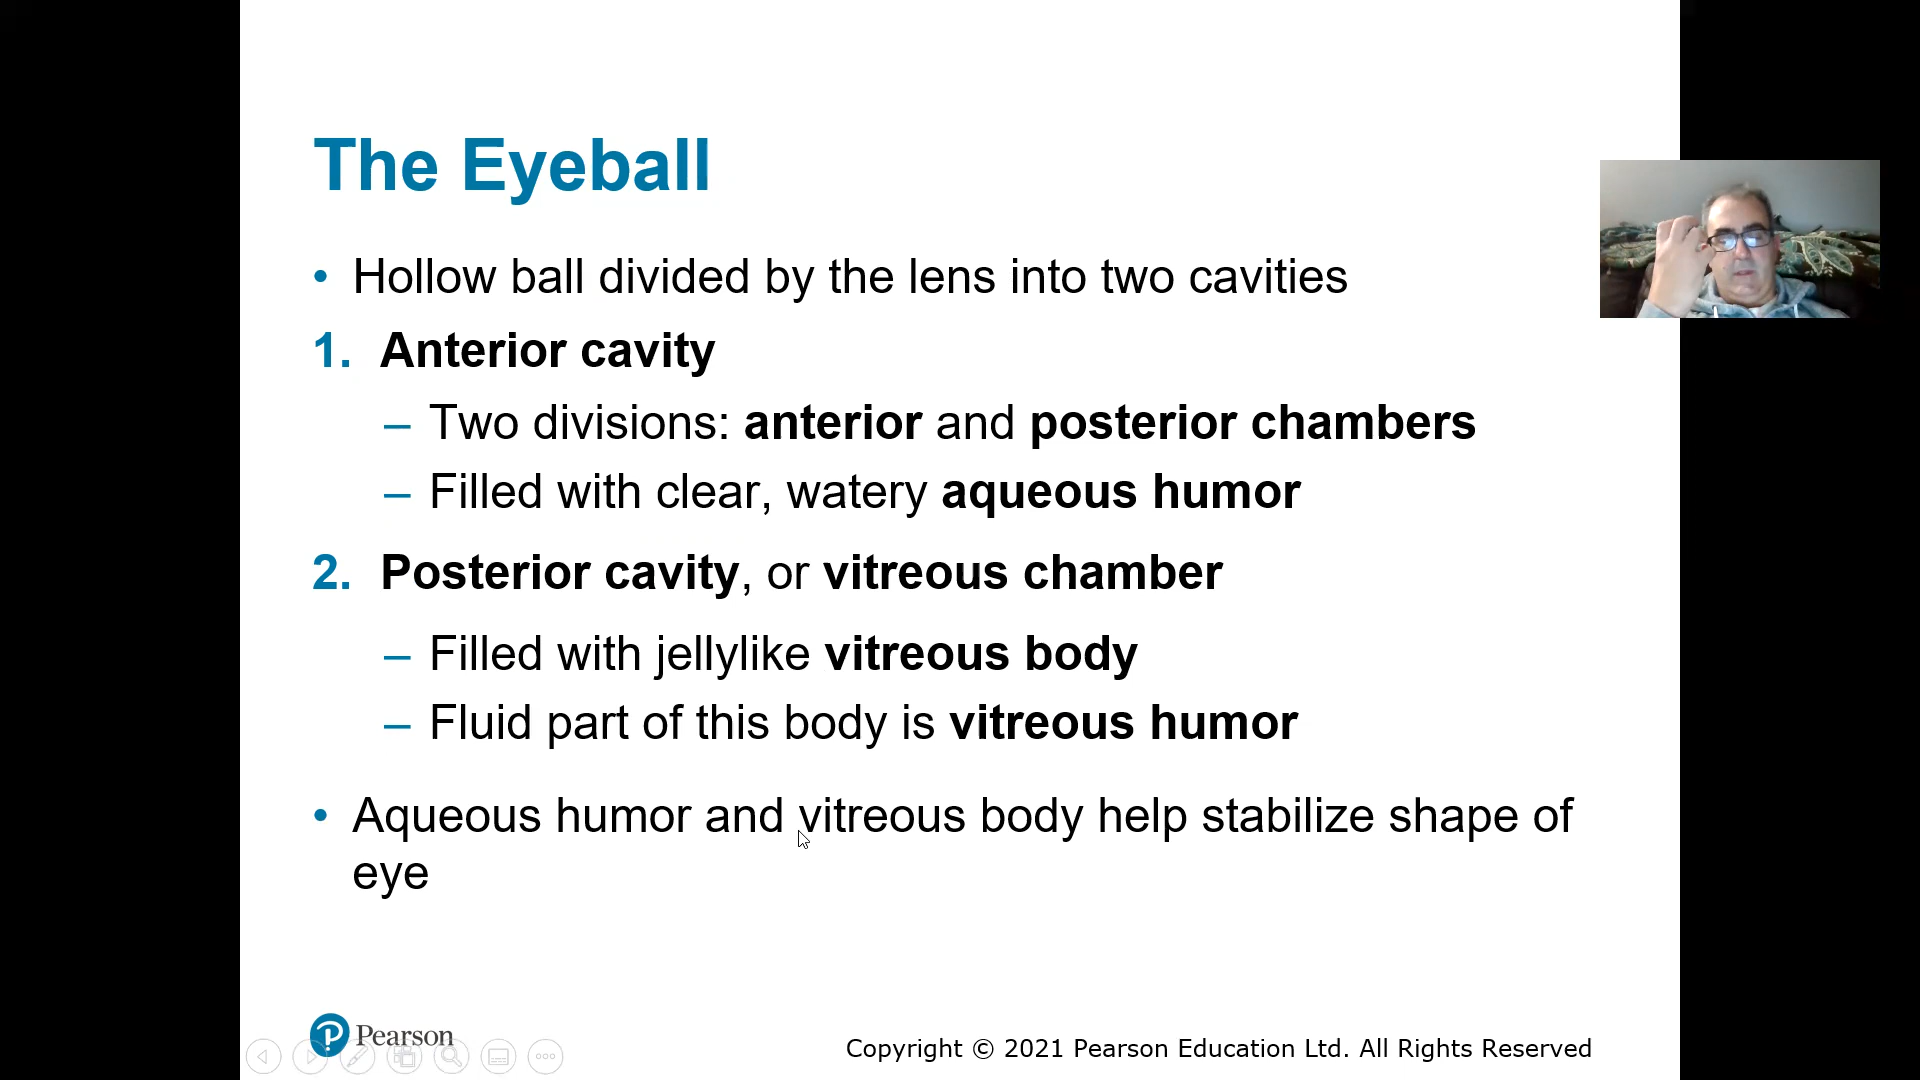 The Eyeball
• Hollow ball divided by the lens into two cavities
1. Anterior cavity
– Two divisions: anterior and posterior chambers
– Filled with clear, watery aqueous humor
2. Posterior cavity, or vitreous chamber
– Filled with jellylike vitreous body
– Fluid part of this body is vitreous humor
• Aqueous humor and vitreous body help stabilize shape of
eye
Pearson
Copyright © 2021 Pearson Education Ltd. All Rights Reserved